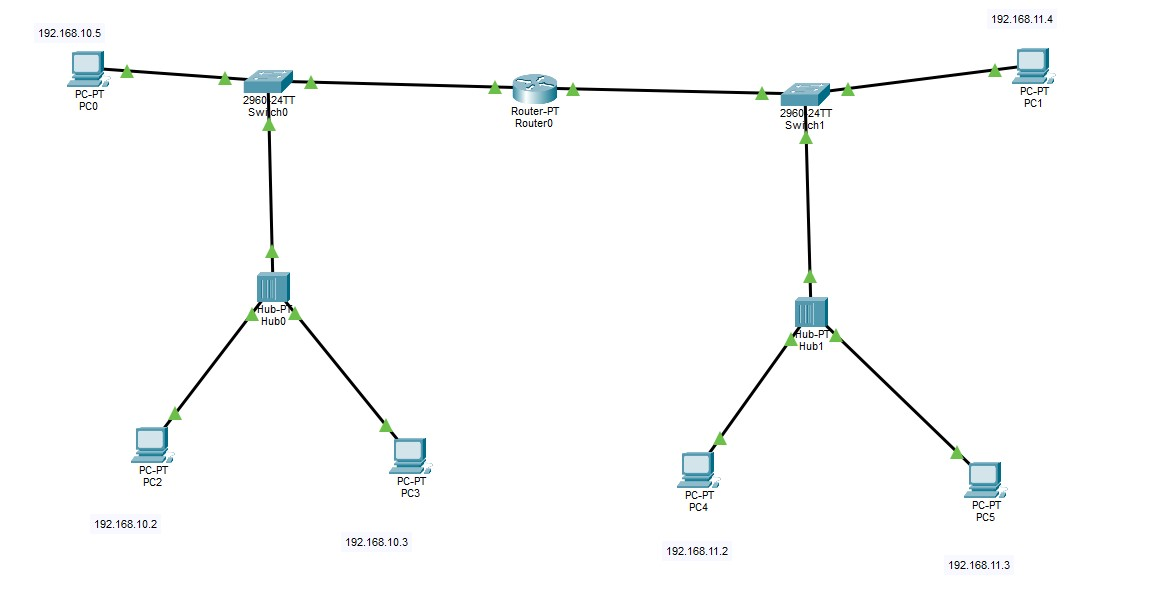 192.168.11.4
192.168.10.5
PC-PT
PC0
2960-24TT
Switch0
Router-PT
Router0
2960-24TT
Switch1
PC-PT
PC1
Hub-PT
Hub0
Hub-PT
Hub1
PC-PT
PC2
PC-PT
PC3
PC-PT
PC4
PC-PT
PC5
192.168.10.2
192.168.10.3
192.168.11.2
192.168.11.3